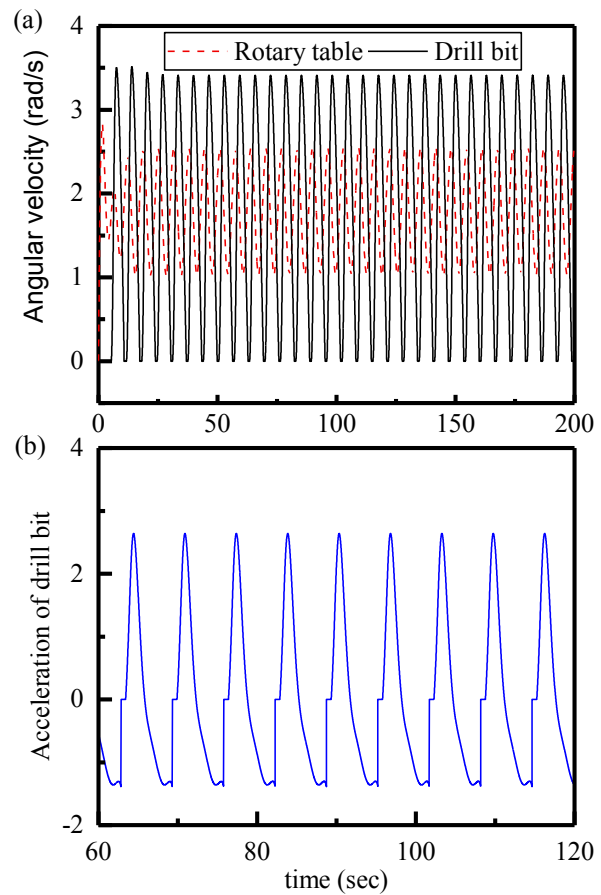 (a)
Rotary table
Drill bit
Angular velocity (rad/s)
4
3
2
1
0
0
50
100
150
200
(b)
Acceleration of drill bit
4
2
0
-2
60
80
100
120
time (sec)